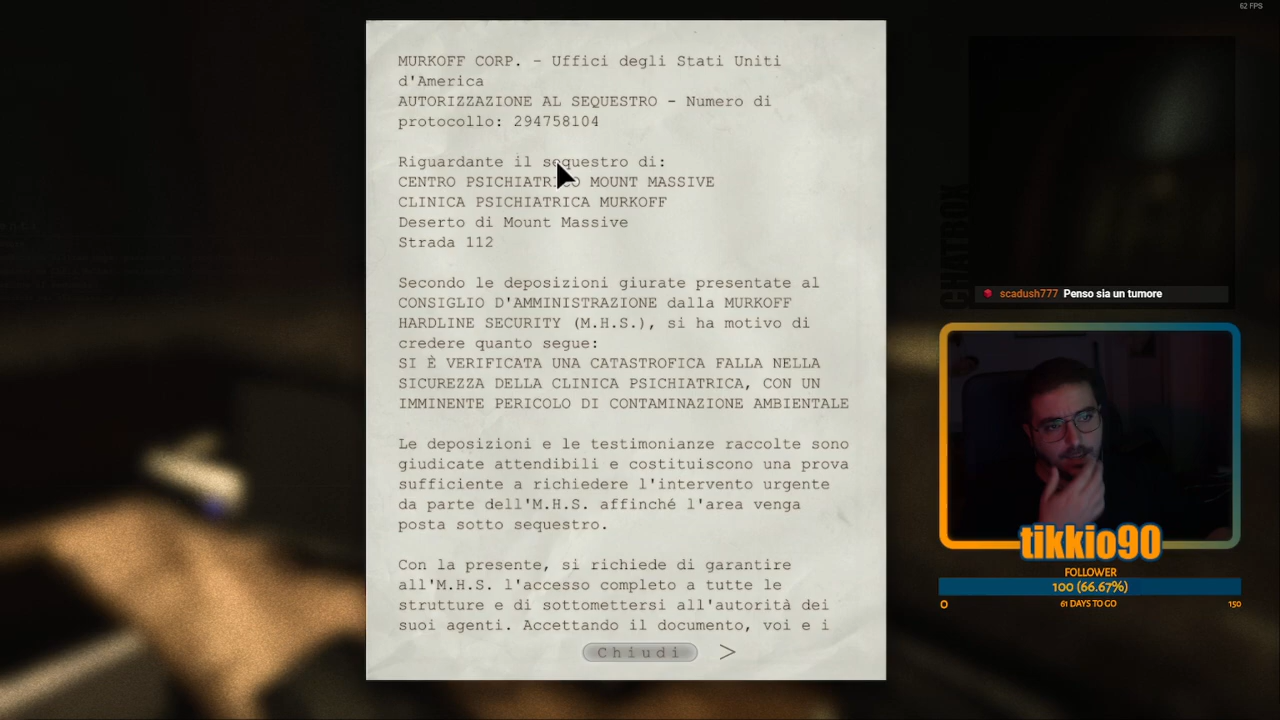 62 FPS
MURKOFF CORP. - Uffici degli Stati Uniti
d'America
AUTORIZZAZIONE AL SEQUESTRO - Numero di
protocollo: 294758104
Riguardante il sequestro di:
CENTRO PSICHIATRICO MOUNT MASSIVE
CLINICA PSICHIATRICA MURKOFF
Deserto di Mount Massive
Strada 112
Secondo le deposizioni giurate presentate al
CONSIGLIO D'AMMINISTRAZIONE dalla MURKOFF
HARDLINE SECURITY (M.H.S.), si ha motivo di
credere quanto segue:
SI È VERIFICATA UNA CATASTROFICA FALLA NELLA
SICUREZZA DELLA CLINICA PSICHIATRICA, CON UN
IMMINENTE PERICOLO DI CONTAMINAZIONE AMBIENTALE
Le deposizioni e le testimonianze raccolte sono
giudicate attendibili e costituiscono una prova
sufficiente a richiedere l'intervento urgente
da parte dell'M.H.S. affinché l'area venga
posta sotto sequestro.
Con la presente, si richiede di garantire
all'M.H.S. l'accesso completo a tutte le
strutture e di sottomettersi all'autorità dei
suoi agenti. Accettando il documento, voi e i
Chiudi >
CHATBOX
scadush777 Penso sia un tumore
tikkio90
FOLLOWER
100 (66.67%)
0 61 DAYS TO GO 150